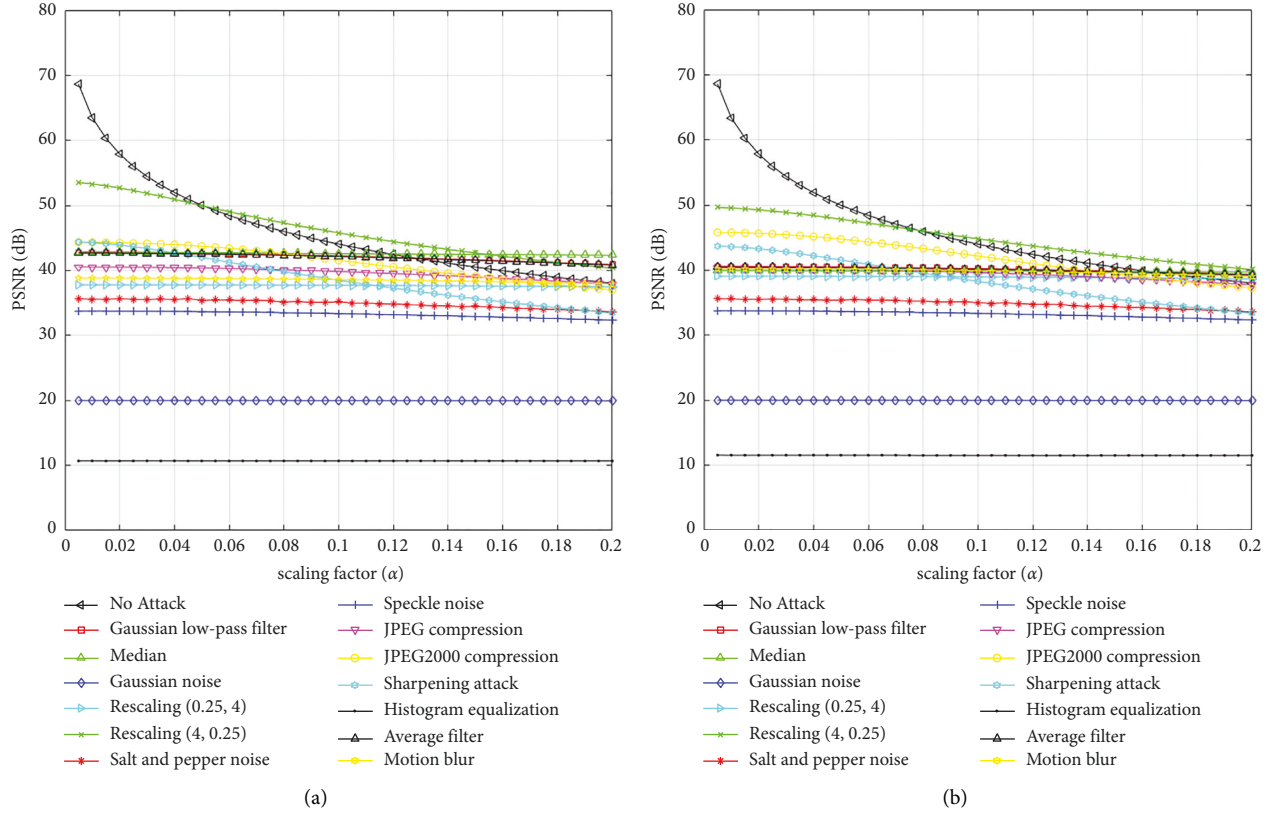 80
70
60
50
40
30
20
10
0
PSNR (dB)
0 0.02 0.04 0.06 0.08 0.1 0.12 0.14 0.16 0.18 0.2
scaling factor (α)
No Attack
Gaussian low-pass filter
Median
Gaussian noise
Rescaling (0.25, 4)
Rescaling (4, 0.25)
Salt and pepper noise
Speckle noise
JPEG compression
JPEG2000 compression
Sharpening attack
Histogram equalization
Average filter
Motion blur
(a)
80
70
60
50
40
30
20
10
0
PSNR (dB)
0 0.02 0.04 0.06 0.08 0.1 0.12 0.14 0.16 0.18 0.2
scaling factor (α)
No Attack
Gaussian low-pass filter
Median
Gaussian noise
Rescaling (0.25, 4)
Rescaling (4, 0.25)
Salt and pepper noise
Speckle noise
JPEG compression
JPEG2000 compression
Sharpening attack
Histogram equalization
Average filter
Motion blur
(b)